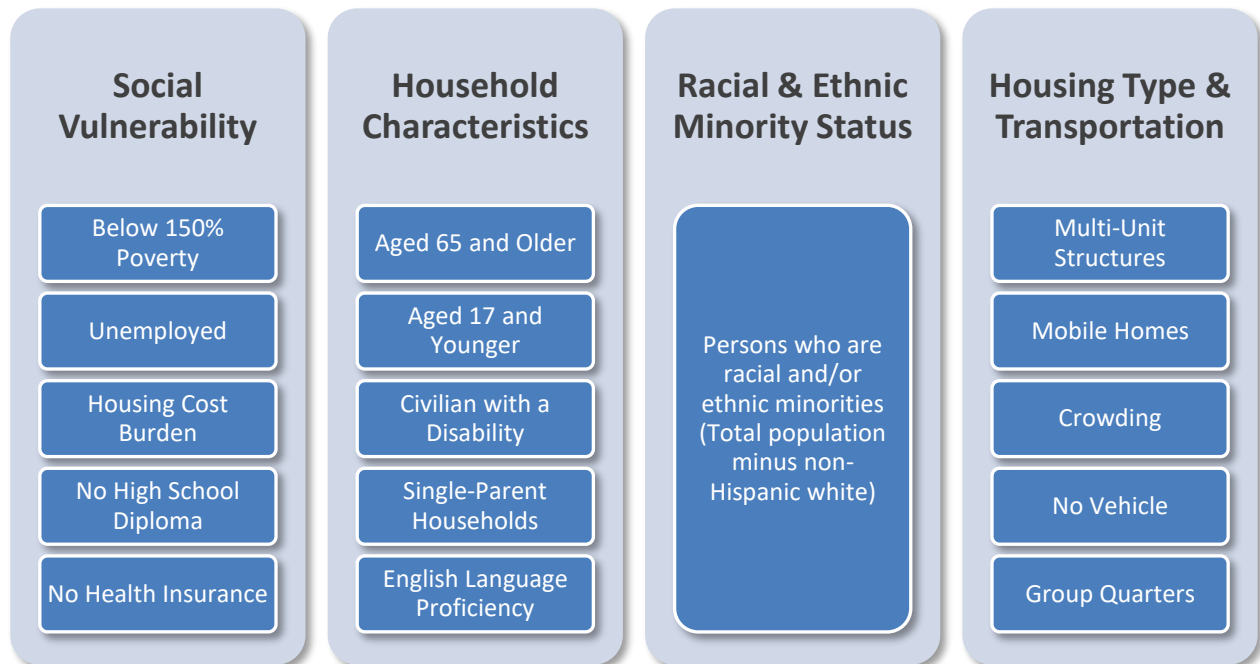 Social
Vulnerability
Below 150%
Poverty
Unemployed
Housing Cost
Burden
No High School
Diploma
No Health Insurance
Household
Characteristics
Aged 65 and Older
Aged 17 and
Younger
Civilian with a
Disability
Single-Parent
Households
English Language
Proficiency
Racial & Ethnic
Minority Status
Persons who are
racial and/or
ethnic minorities
(Total population
minus non-
Hispanic white)
Housing Type &
Transportation
Multi-Unit
Structures
Mobile Homes
Crowding
No Vehicle
Group Quarters